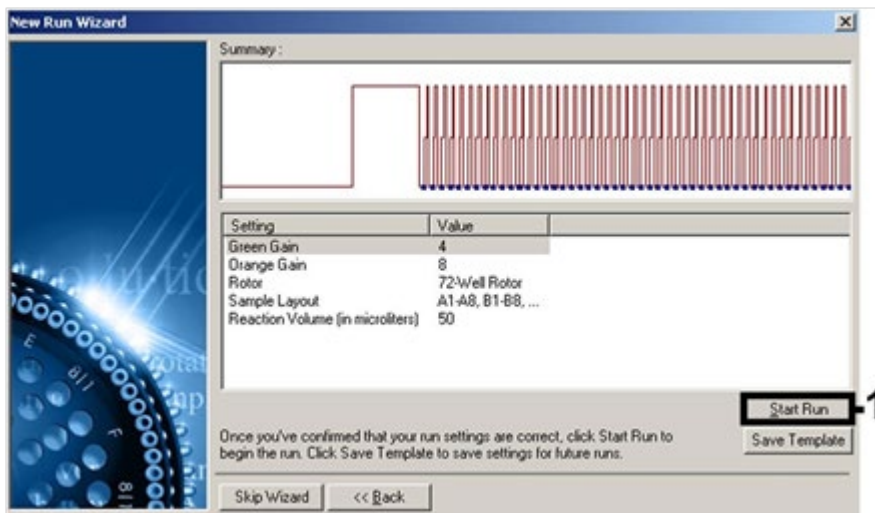 New Run Wizard
Summary :
Setting Value
Green Gain 4
Orange Gain 8
Rotor 72-Well Rotor
Sample Layout A1-A8, B1-B8, ...
Reaction Volume (in microliters) 50
Start Run
1
Once you've confirmed that your run settings are correct, click Start Run to
begin the run. Click Save Template to save settings for future runs.
Save Template
Skip Wizard << Back
E
8/1
F
8/